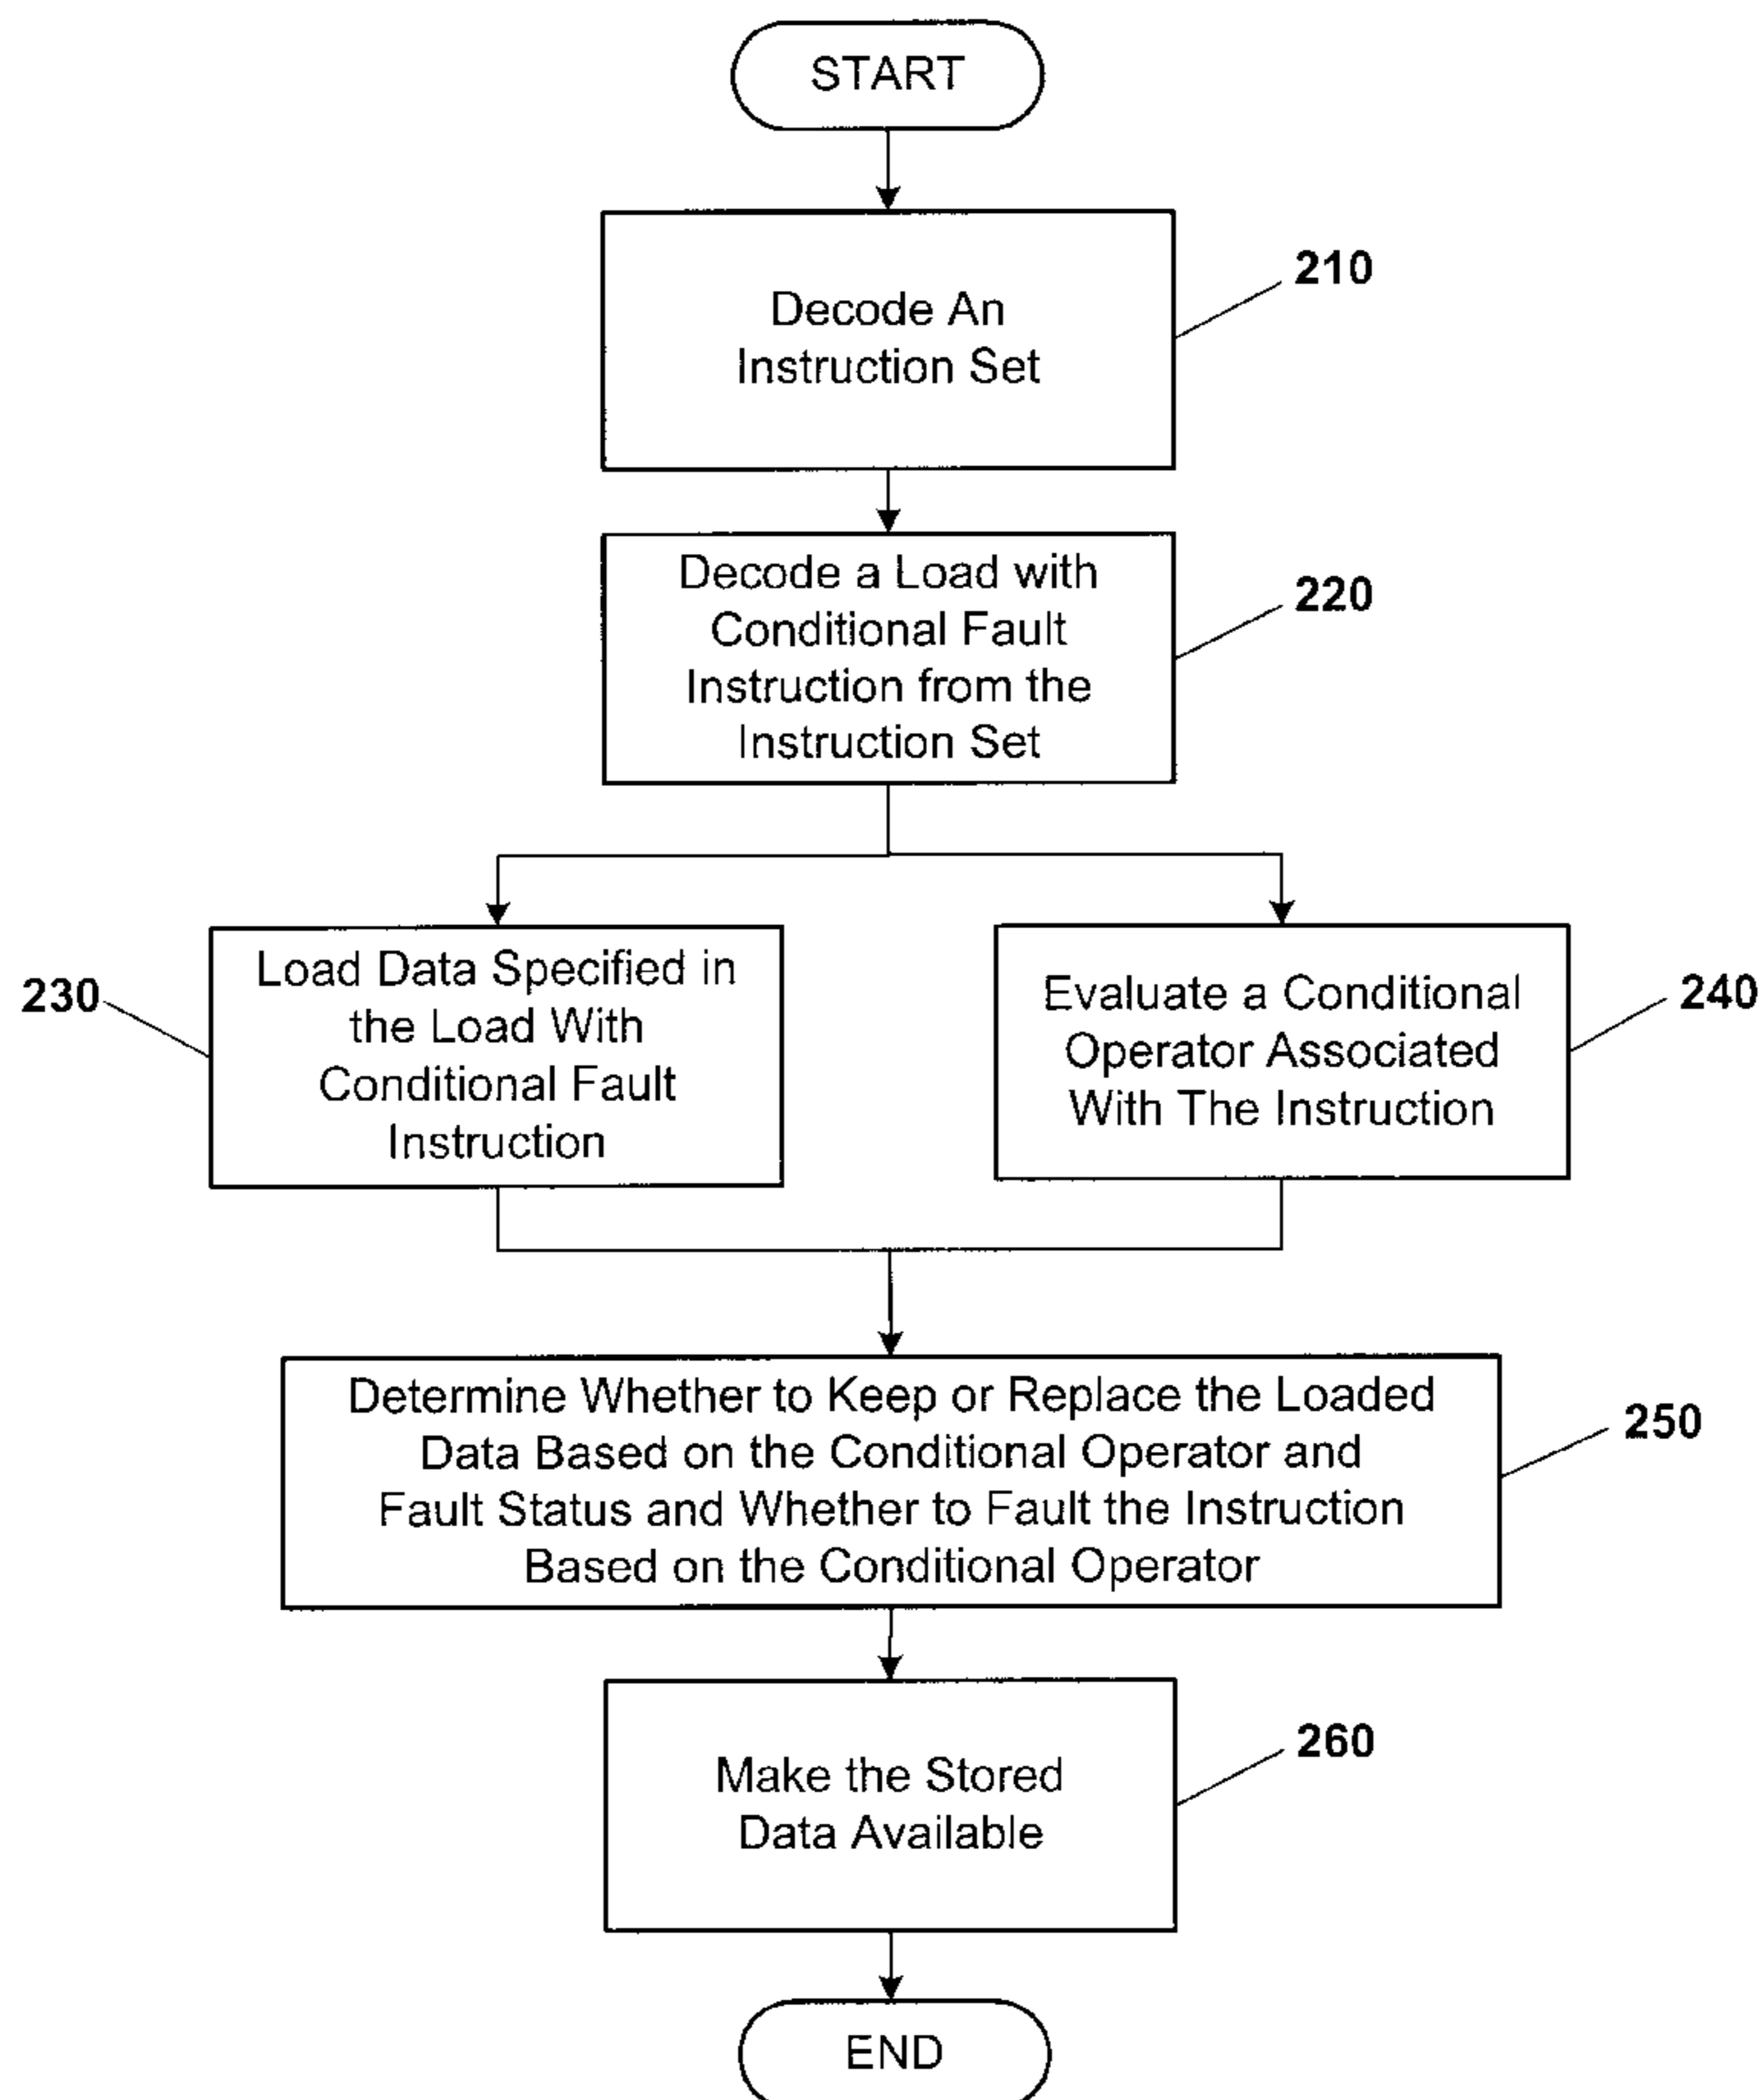 START
Decode An
Instruction Set
210
Decode a Load with
Conditional Fault
Instruction from the
Instruction Set
220
230
Load Data Specified in
the Load With
Conditional Fault
Instruction
Evaluate a Conditional
Operator Associated
With The Instruction
240
Determine Whether to Keep or Replace the Loaded
Data Based on the Conditional Operator and
Fault Status and Whether to Fault the Instruction
Based on the Conditional Operator
250
Make the Stored
Data Available
260
END